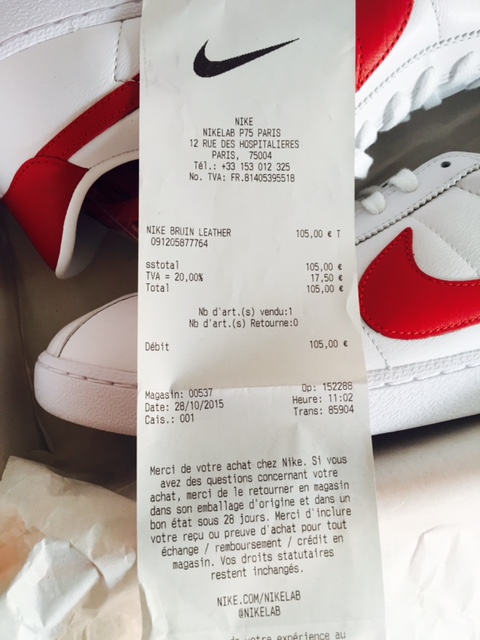 NIKE
NIKELAB P75 PARIS
12 RUE DES HOSPITALIERES
PARIS, 75004
Tél.: +33 153 012 325
No. TVA: FR.81405395518
NIKE BRUIN LEATHER 105,00 € T
091205877764
sstotal 105,00 €
TVA = 20,00% 17,50 €
Total 105,00 €
Nb d'art.(s) vendu:1
Nb d'art.(s) Retourne:0
Débit 105,00 €
Magasin: 00537 Op: 152288
Date: 28/10/2015 Heure: 11:02
Cais.: 001 Trans: 85904
Merci de votre achat chez Nike. Si vous
avez des questions concernant votre
achat, merci de le retourner en magasin
dans son emballage d'origine et dans un
bon état sous 28 jours. Merci d'inclure
votre reçu ou preuve d'achat pour tout
échange / remboursement / crédit en
magasin. Vos droits statutaires
restent inchangés.
NIKE.COM/NIKELAB
@NIKELAB
de votre expérience au